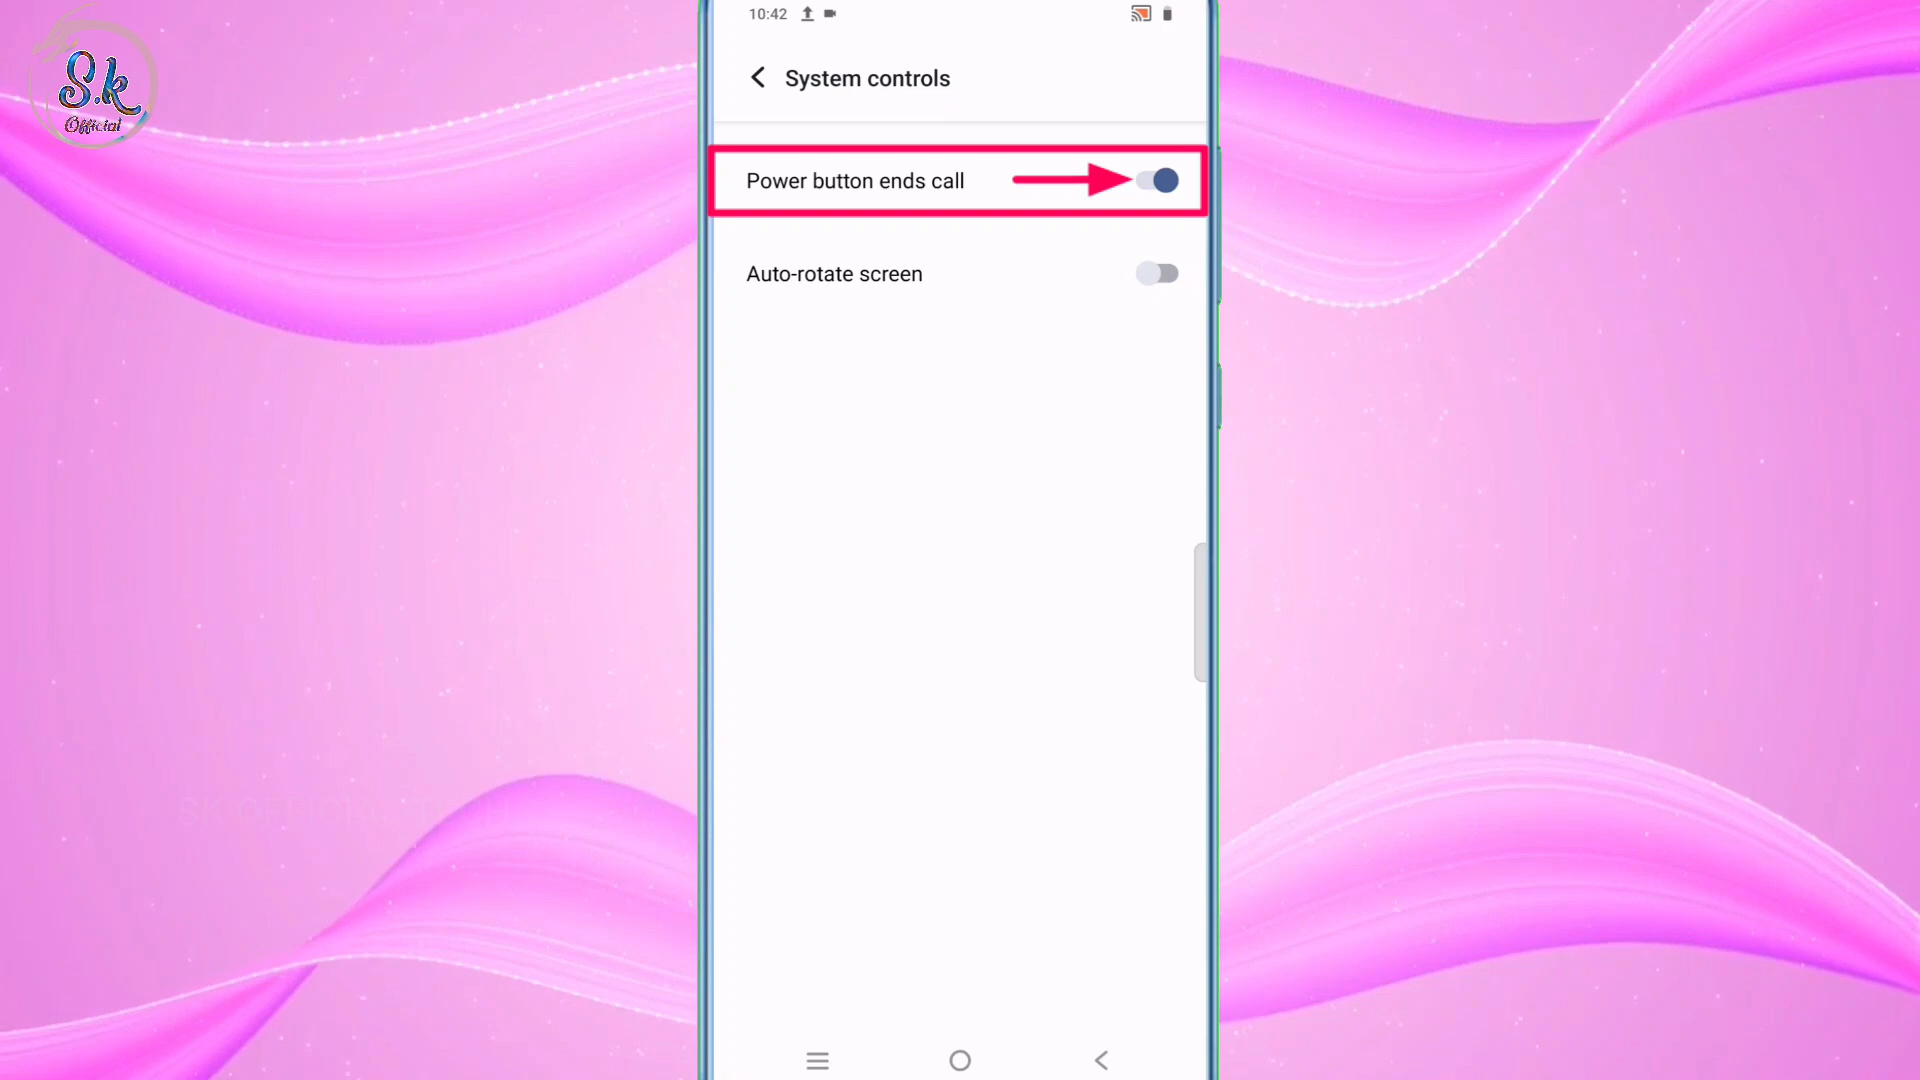 S.k
Official
10:42
System controls
Power button ends call
Auto-rotate screen